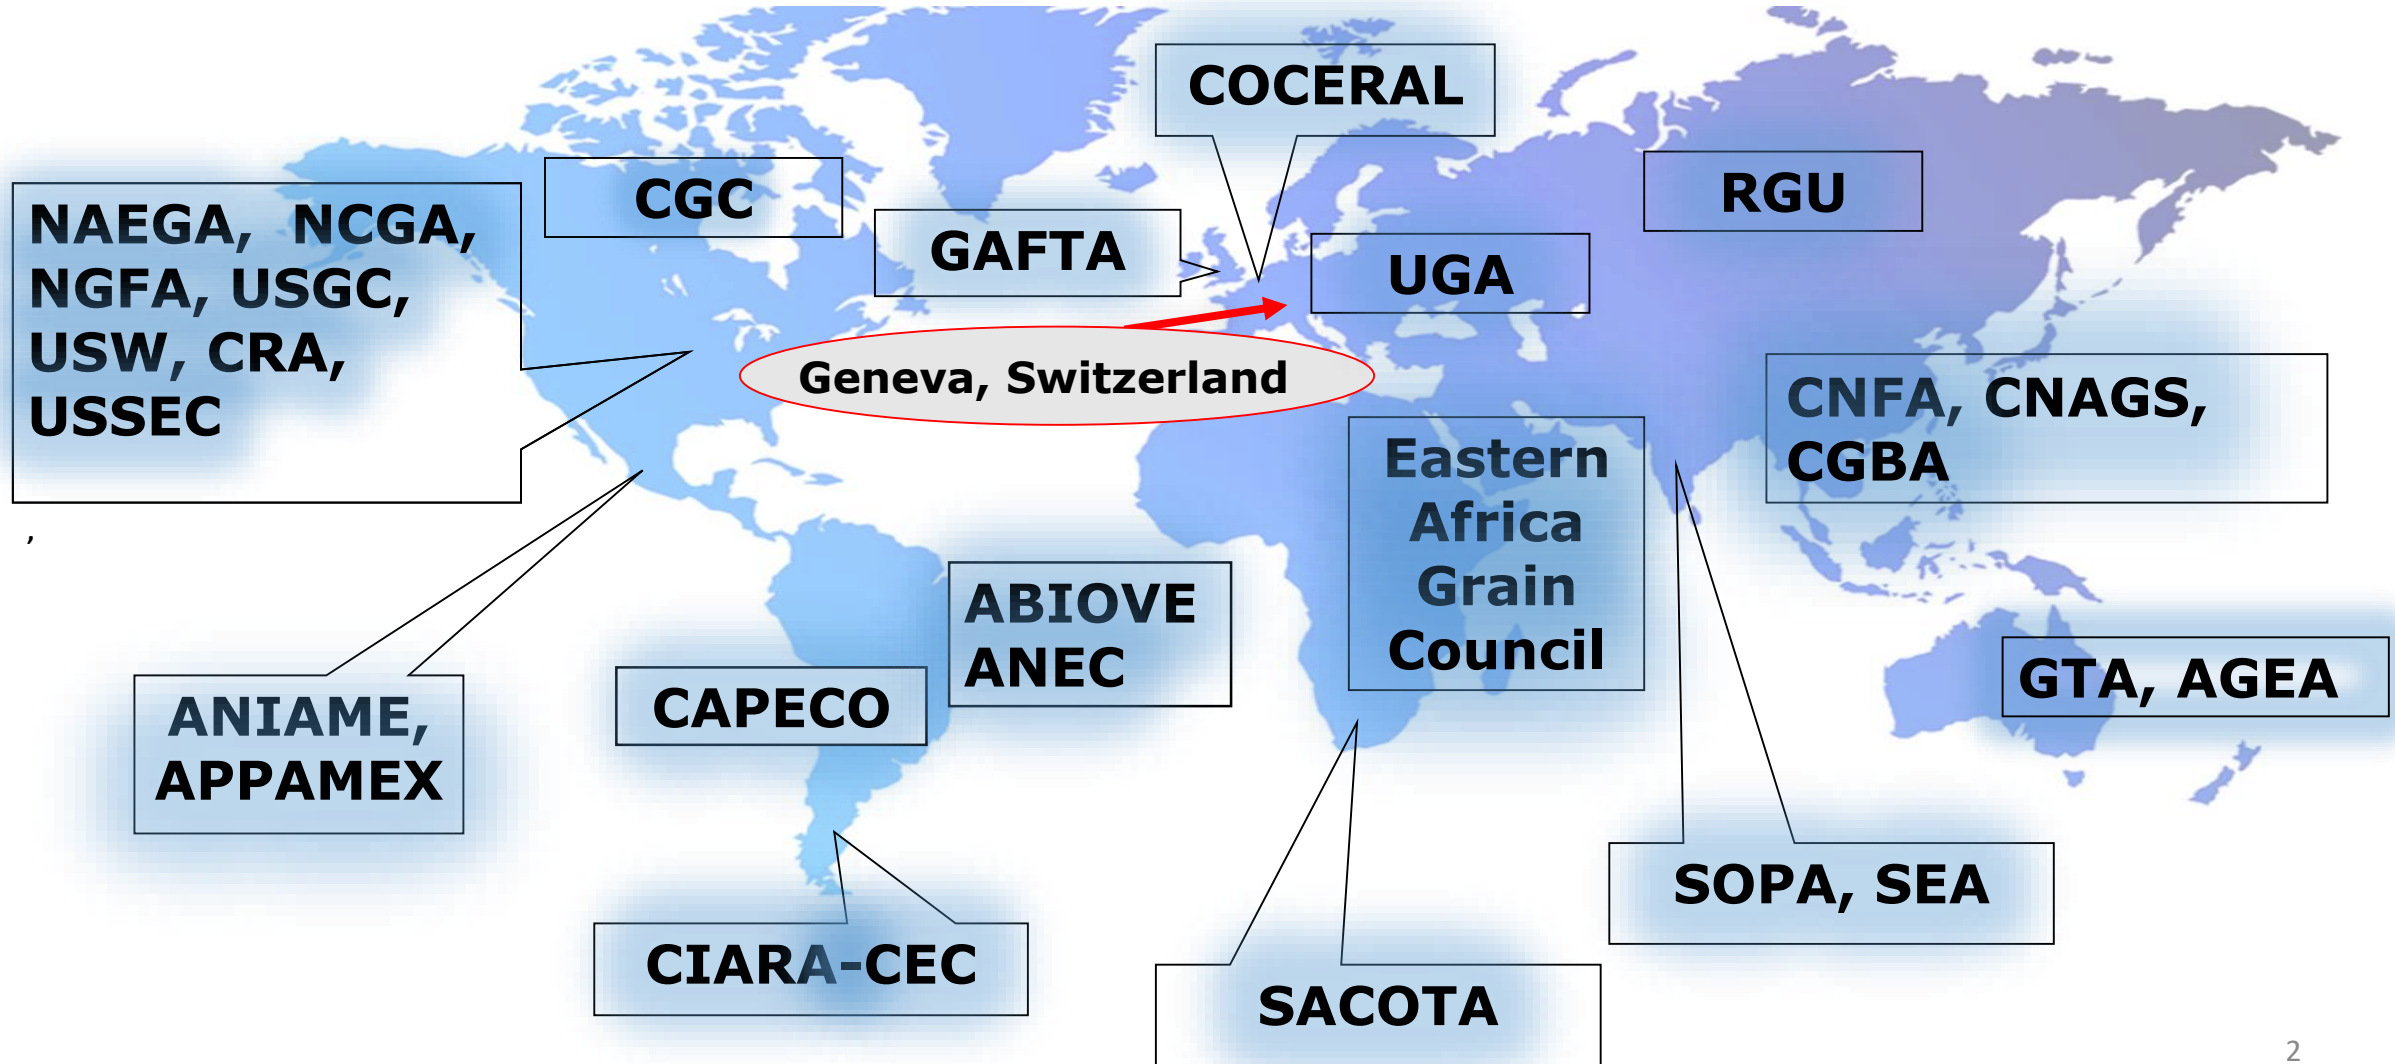 COCERAL
CGC
RGU
NAEGA, NCGA,
NGFA, USGC,
USW, CRA,
USSEC
GAFTA
UGA
Geneva, Switzerland
CNFA, CNAGS,
CGBA
Eastern
Africa
Grain
Council
,
ABIOVE
ANEC
GTA, AGEA
CAPECO
ANIAME,
APPAMEX
SOPA, SEA
CIARA-CEC
SACOTA
2